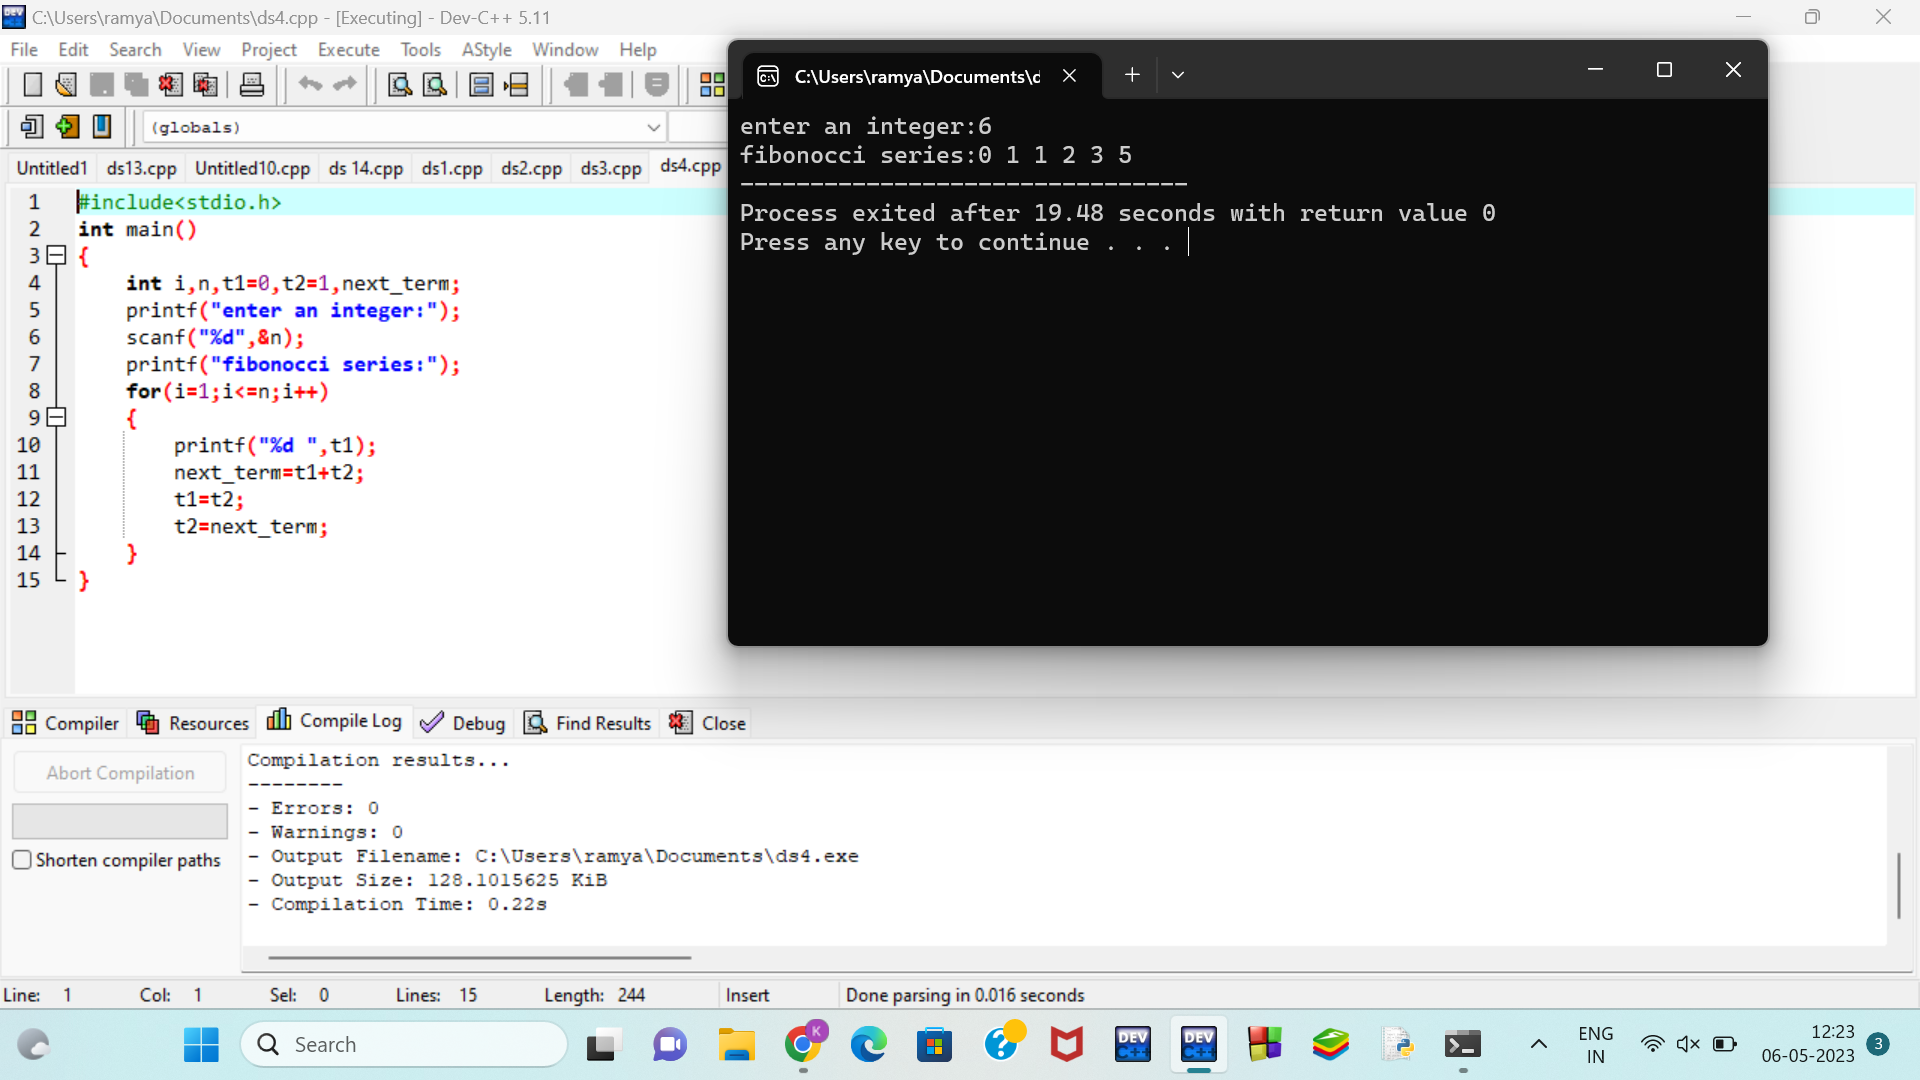 C:\Users\ramya\Documents\ds4.cpp - [Executing] - Dev-C++ 5.11
File Edit Search View Project Execute Tools AStyle Window Help
(globals)
Untitled1 ds13.cpp Untitled10.cpp ds 14.cpp ds1.cpp ds2.cpp ds3.cpp ds4.cpp
1 #include<stdio.h>
2 int main()
3 {
4 int i,n,t1=0,t2=1,next_term;
5 printf("enter an integer:");
6 scanf("%d",&n);
7 printf("fibonocci series:");
8 for(i=1;i<=n;i++)
9 {
10 printf("%d ",t1);
11 next_term=t1+t2;
12 t1=t2;
13 t2=next_term;
14 }
15 }
C:\Users\ramya\Documents\d
enter an integer:6
fibonocci series:0 1 1 2 3 5
--------------------------------
Process exited after 19.48 seconds with return value 0
Press any key to continue . . .
Compiler Resources Compile Log Debug Find Results Close
Abort Compilation
Shorten compiler paths
Compilation results...
--------
- Errors: 0
- Warnings: 0
- Output Filename: C:\Users\ramya\Documents\ds4.exe
- Output Size: 128.1015625 KiB
- Compilation Time: 0.22s
Line: 1 Col: 1 Sel: 0 Lines: 15 Length: 244 Insert Done parsing in 0.016 seconds
Search
K
DEV C++
DEV C++
ENG
IN
12:23
06-05-2023
3